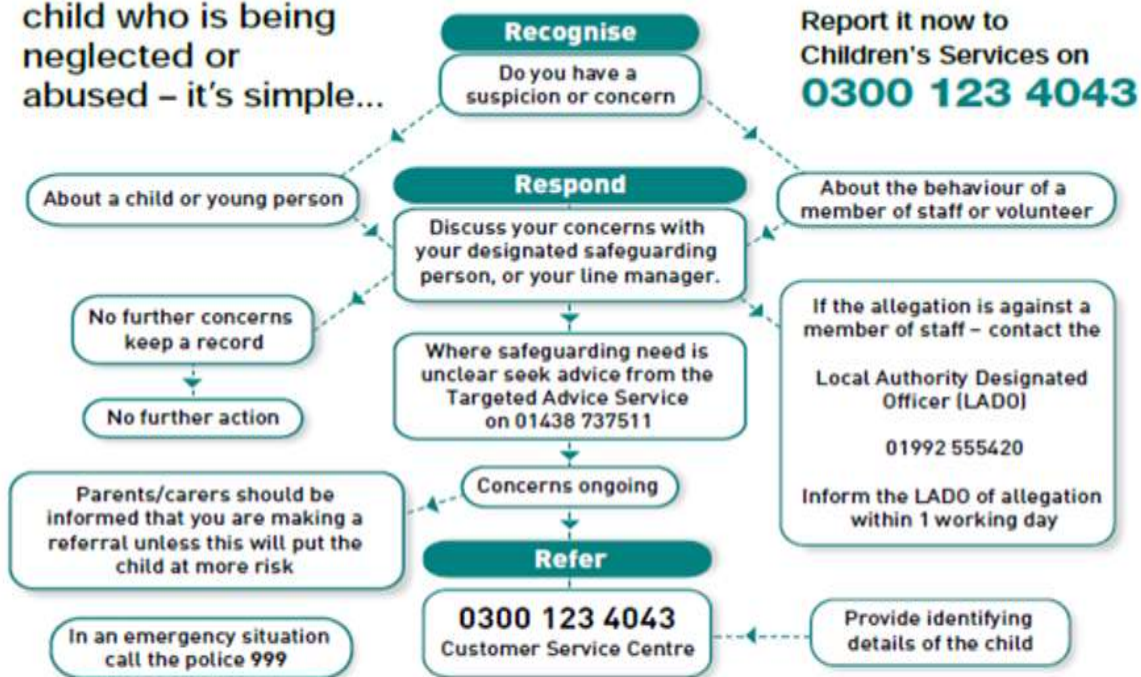 child who is being
neglected or
abused – it's simple...
Report it now to
Children's Services on
0300 123 4043
Recognise
Do you have a
suspicion or concern
About a child or young person
About the behaviour of a
member of staff or volunteer
Respond
Discuss your concerns with
your designated safeguarding
person, or your line manager.
No further concerns
keep a record
No further action
Where safeguarding need is
unclear seek advice from the
Targeted Advice Service
on 01438 737511
If the allegation is against a
member of staff – contact the
Local Authority Designated
Officer (LADO)
01992 555420
Inform the LADO of allegation
within 1 working day
Concerns ongoing
Parents/carers should be
informed that you are making a
referral unless this will put the
child at more risk
Refer
0300 123 4043
Customer Service Centre
Provide identifying
details of the child
In an emergency situation
call the police 999